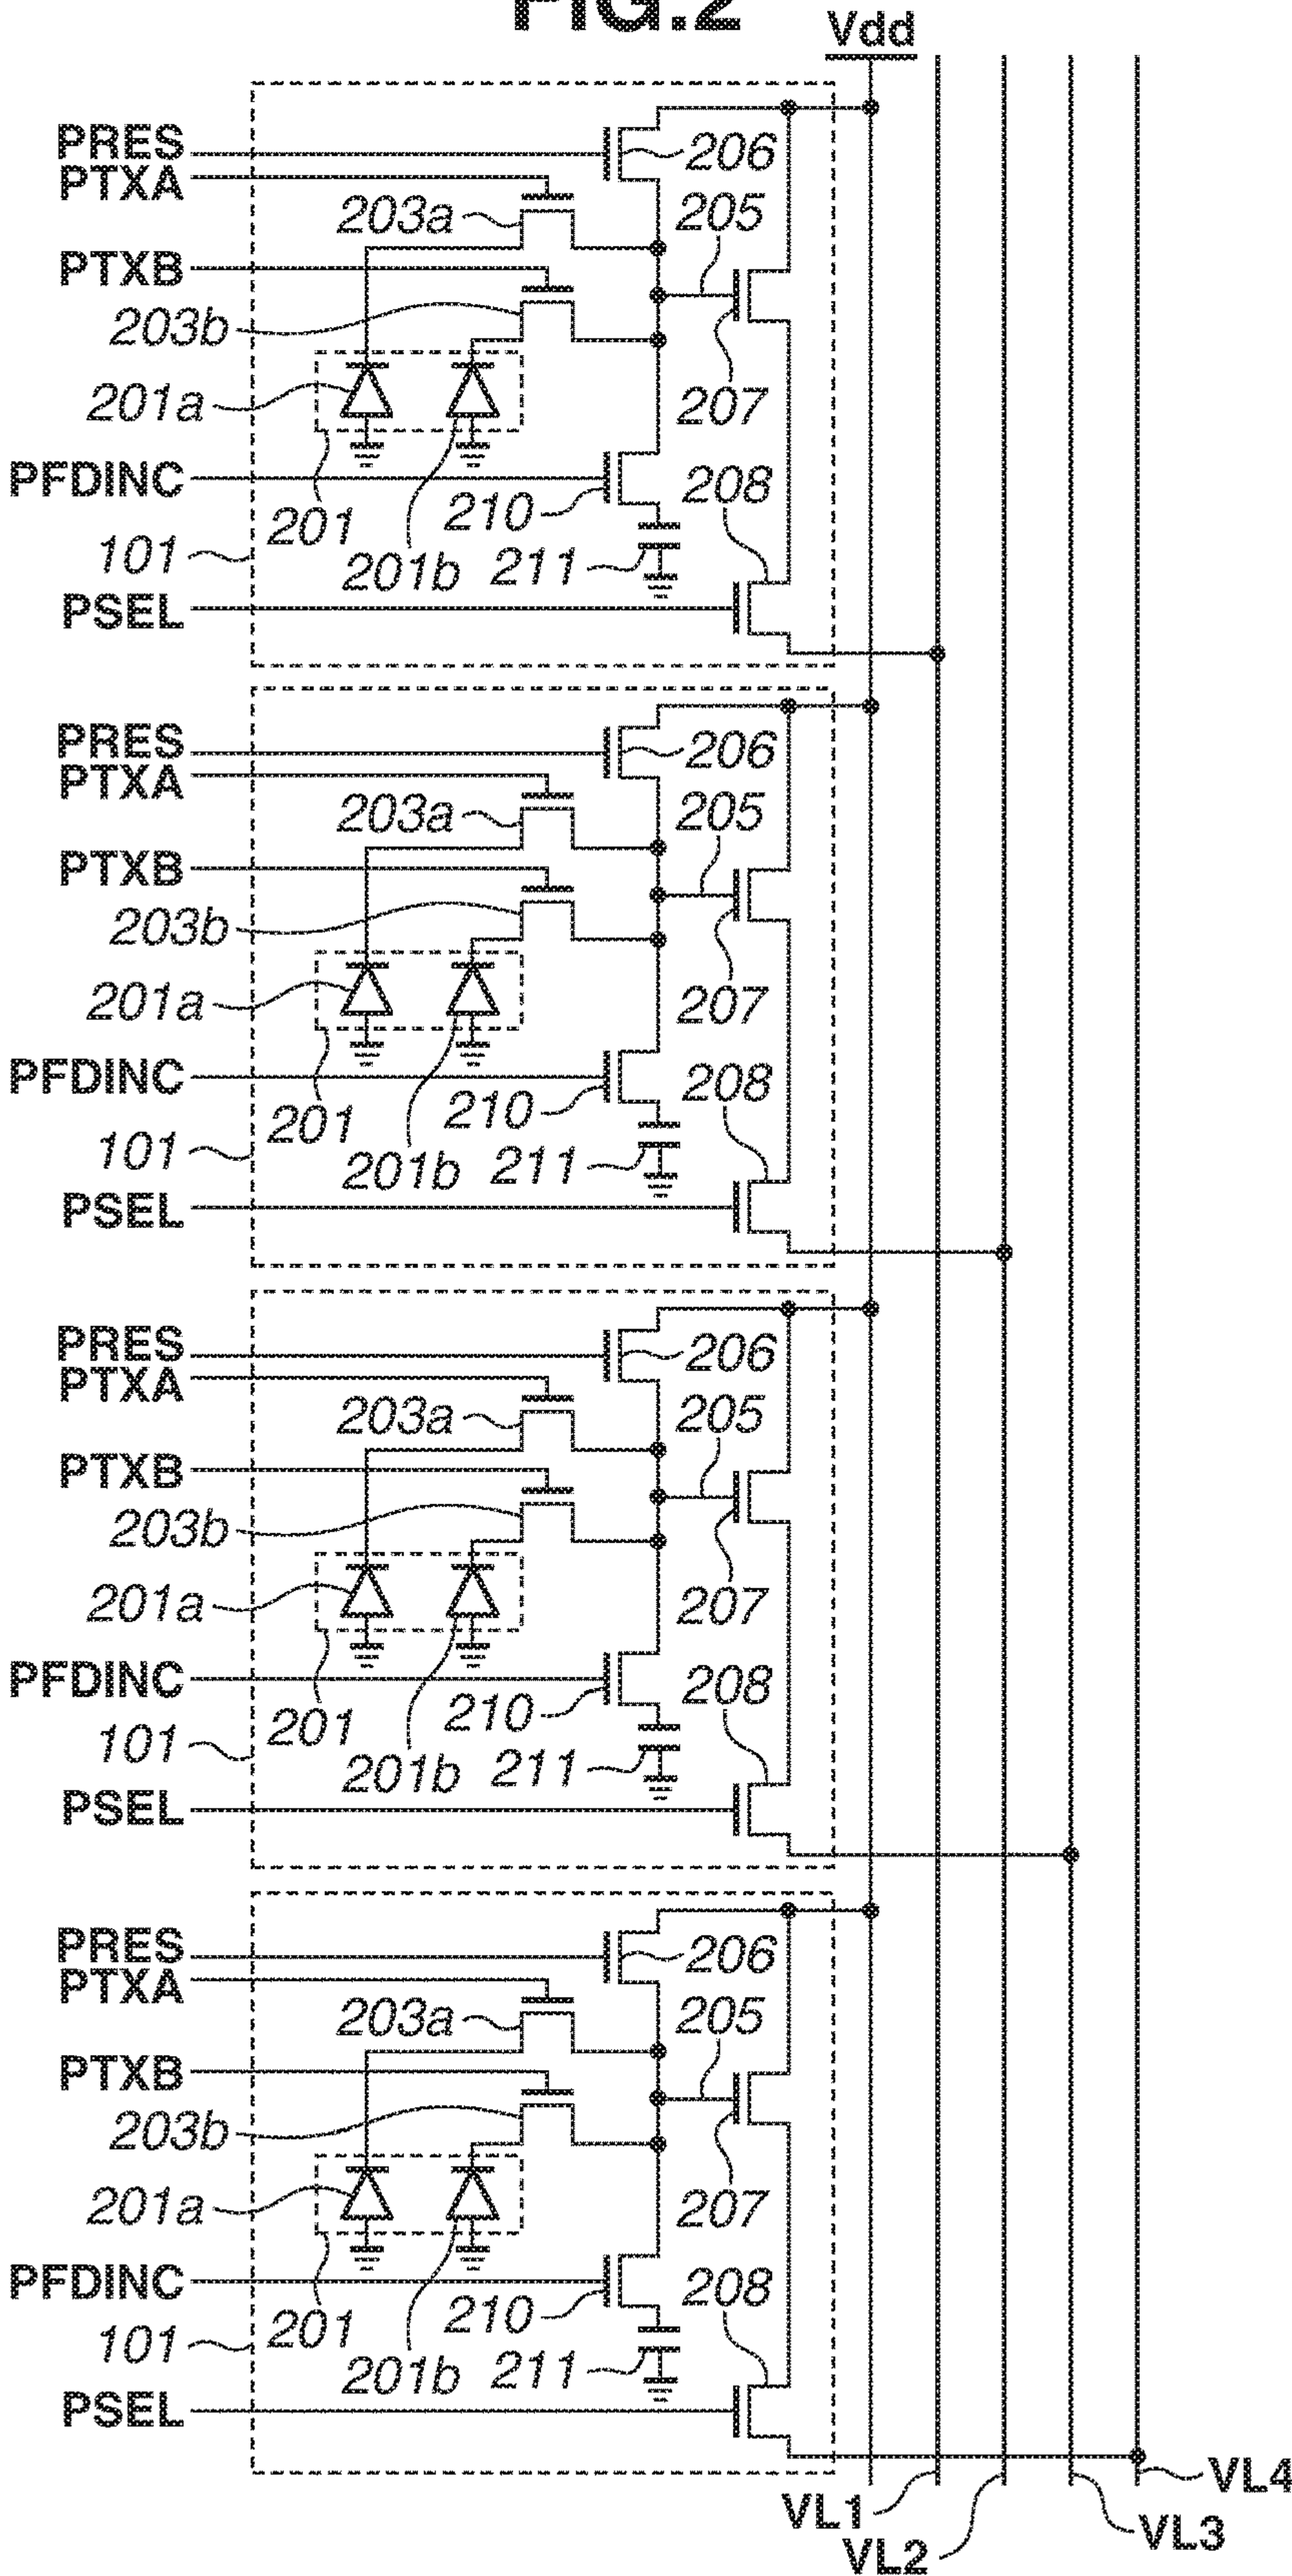 FIG.2
Vdd
PRES
206
PTXA
203a
205
PTXB
203b
201a
207
PFDINC
208
210
201
101
201b
211
PSEL
PRES
206
PTXA
203a
205
PTXB
203b
201a
207
PFDINC
208
210
201
101
201b
211
PSEL
PRES
206
PTXA
203a
205
PTXB
203b
201a
207
PFDINC
208
210
201
101
201b
211
PSEL
PRES
206
PTXA
203a
205
PTXB
203b
201a
207
PFDINC
208
210
201
101
201b
211
PSEL
VL4
VL1
VL3
VL2